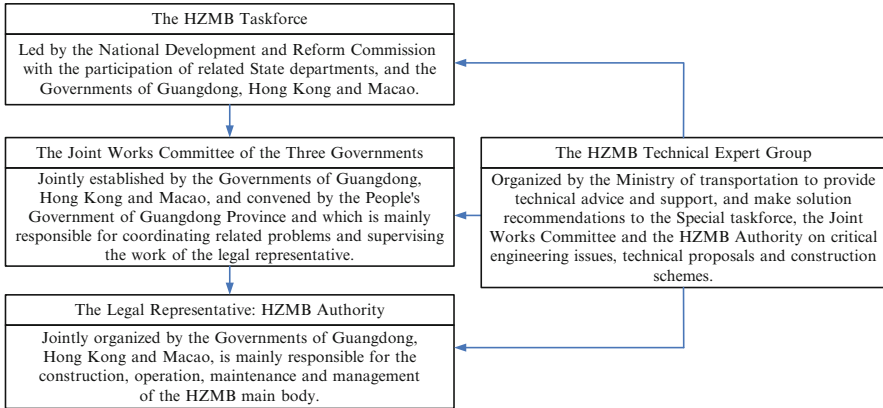 The HZMB Taskforce
Led by the National Development and Reform Commission
with the participation of related State departments, and the
Governments of Guangdong, Hong Kong and Macao.
The Joint Works Committee of the Three Governments
Jointly established by the Governments of Guangdong,
Hong Kong and Macao, and convened by the People's
Government of Guangdong Province and which is mainly
responsible for coordinating related problems and supervising
the work of the legal representative.
The Legal Representative: HZMB Authority
Jointly organized by the Governments of Guangdong,
Hong Kong and Macao, is mainly responsible for the
construction, operation, maintenance and management
of the HZMB main body.
The HZMB Technical Expert Group
Organized by the Ministry of transportation to provide
technical advice and support, and make solution
recommendations to the Special taskforce, the Joint
Works Committee and the HZMB Authority on critical
engineering issues, technical proposals and construction
schemes.